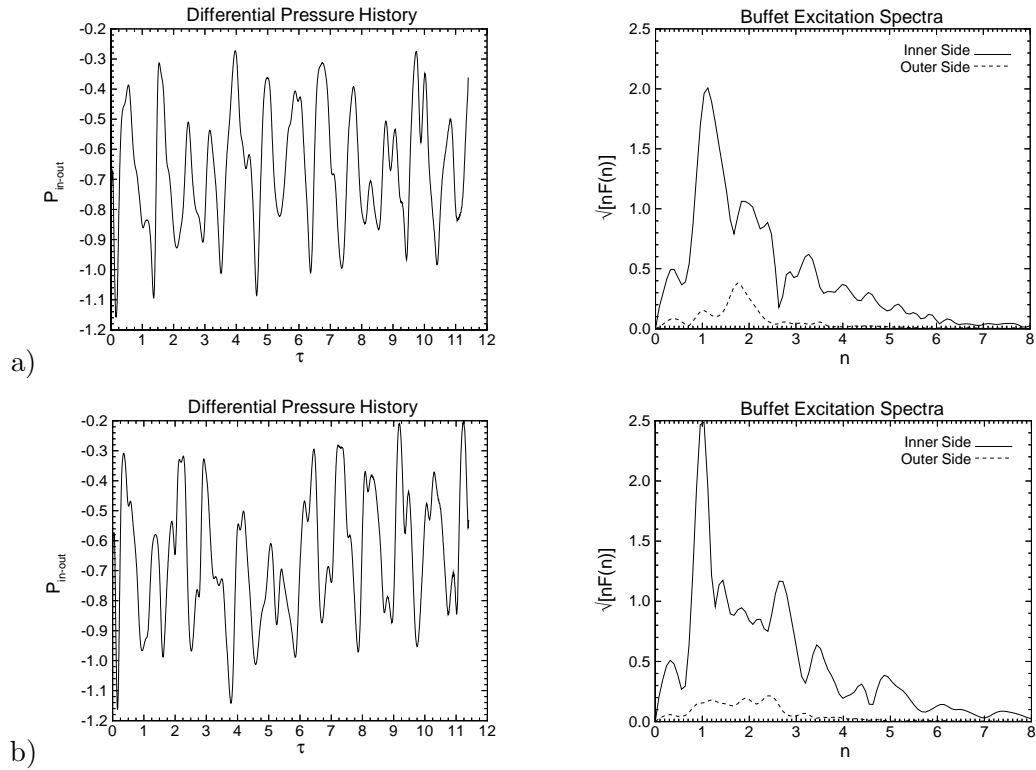 Differential Pressure History
-0.2
-0.3
-0.4
-0.5
-0.6
-0.7
-0.8
-0.9
-1.0
-1.1
-1.2
P in-out
0 1 2 3 4 5 6 7 8 9 10 11 12
τ
a)
Buffet Excitation Spectra
Inner Side
Outer Side
2.5
2.0
1.5
1.0
0.5
0.0
√[nF(n)]
0 1 2 3 4 5 6 7 8
n
Differential Pressure History
-0.2
-0.3
-0.4
-0.5
-0.6
-0.7
-0.8
-0.9
-1.0
-1.1
-1.2
P in-out
0 1 2 3 4 5 6 7 8 9 10 11 12
τ
b)
Buffet Excitation Spectra
Inner Side
Outer Side
2.5
2.0
1.5
1.0
0.5
0.0
√[nF(n)]
0 1 2 3 4 5 6 7 8
n